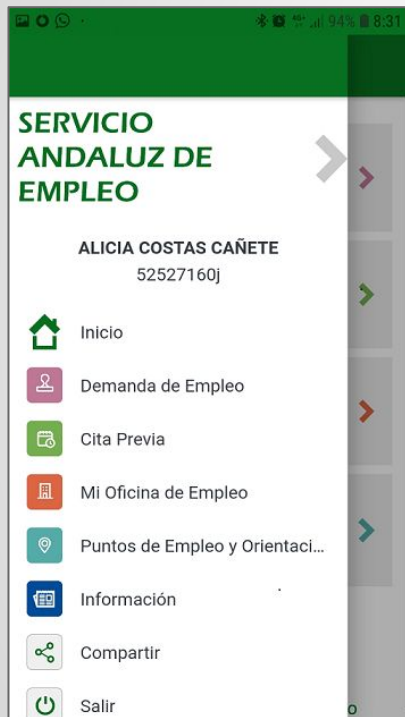 94% 8:31
SERVICIO
ANDALUZ DE
EMPLEO
ALICIA COSTAS CAÑETE
52527160j
Inicio
Demanda de Empleo
Cita Previa
Mi Oficina de Empleo
Puntos de Empleo y Orientaci...
Información
Compartir
Salir
o